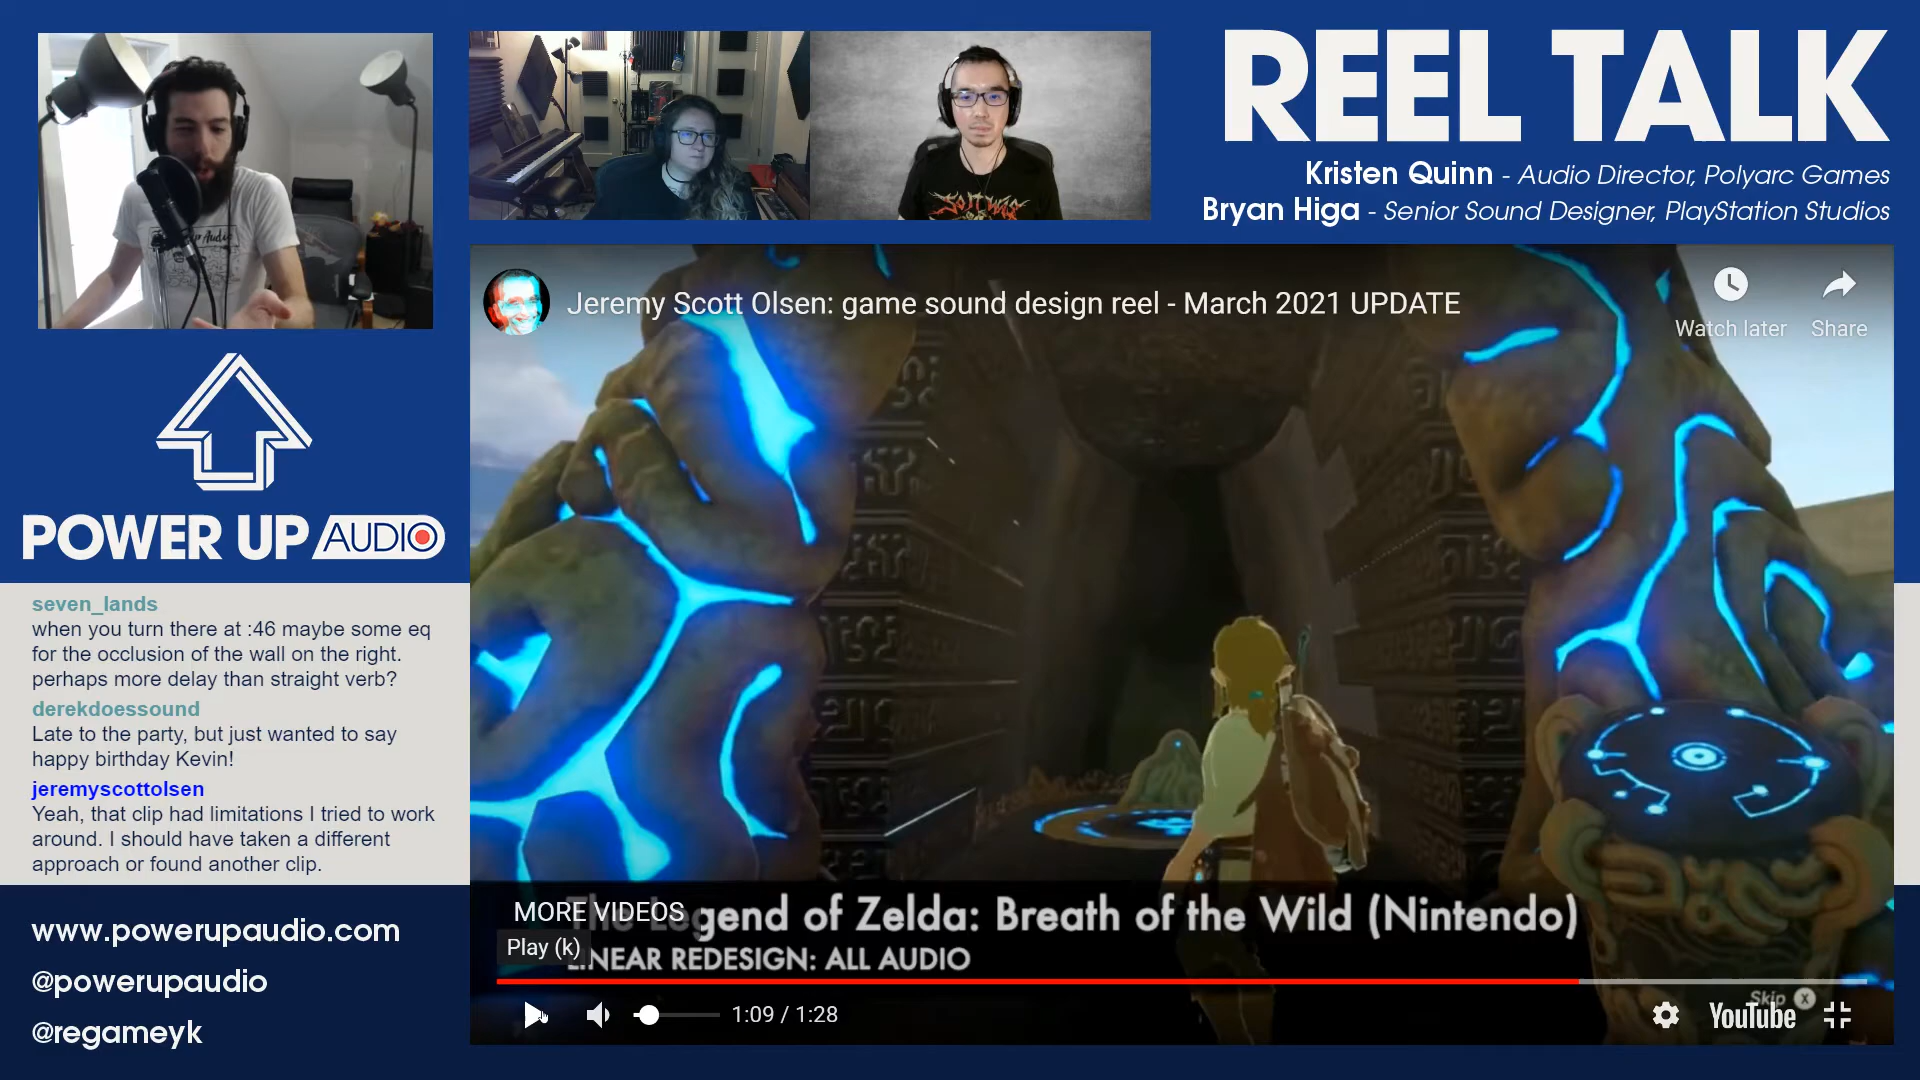 REEL TALK
Kristen Quinn - Audio Director, Polyarc Games
Bryan Higa - Senior Sound Designer, PlayStation Studios
Jeremy Scott Olsen: game sound design reel - March 2021 UPDATE
Watch later
Share
POWER UP AUDIO
seven_lands
when you turn there at :46 maybe some eq
for the occlusion of the wall on the right.
perhaps more delay than straight verb?
derekdoessound
Late to the party, but just wanted to say
happy birthday Kevin!
jeremyscottolsen
Yeah, that clip had limitations I tried to work
around. I should have taken a different
approach or found another clip.
www.powerupaudio.com
@powerupaudio
@regameyk
MORE VIDEOS
The Legend of Zelda: Breath of the Wild (Nintendo)
Play (k)
LINEAR REDESIGN: ALL AUDIO
Skip X
1:09 / 1:28
YouTube